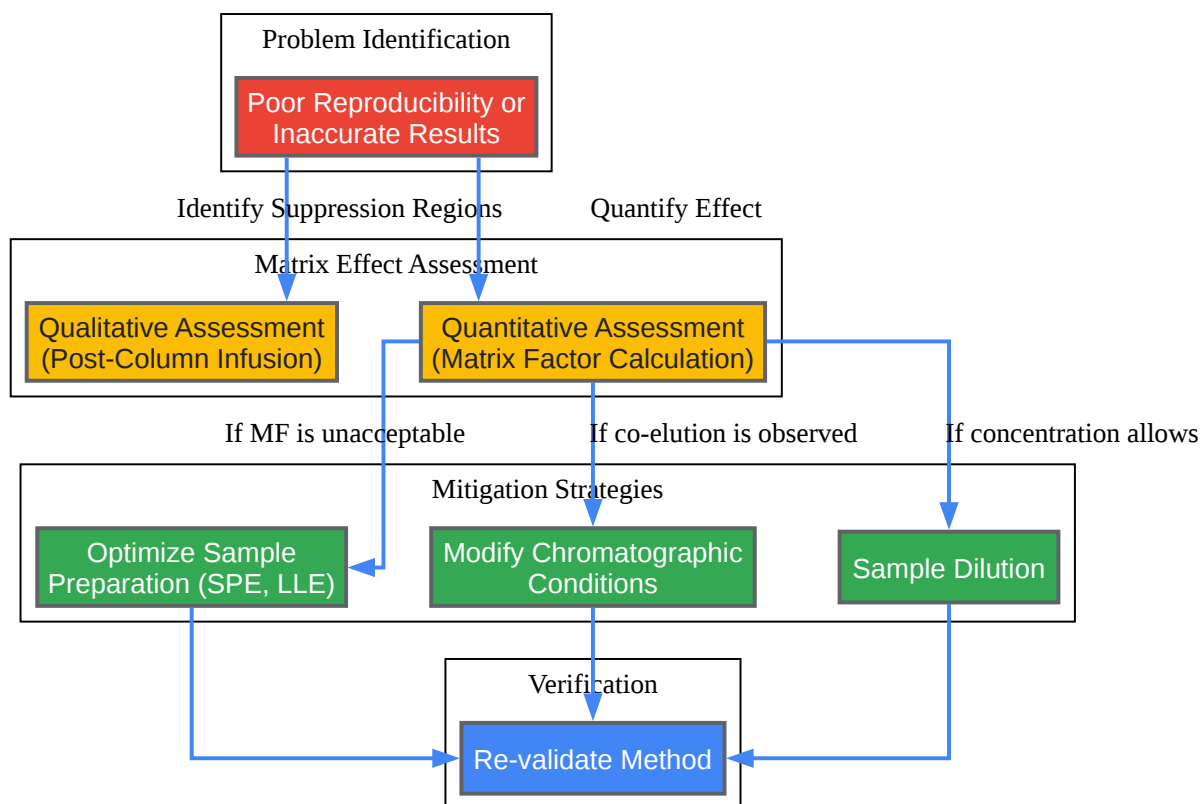 Problem Identification
Poor Reproducibility or
Inaccurate Results
Identify Suppression Regions
Quantify Effect
Matrix Effect Assessment
Qualitative Assessment
(Post-Column Infusion)
Quantitative Assessment
(Matrix Factor Calculation)
If MF is unacceptable
If co-elution is observed
If concentration allows
Mitigation Strategies
Optimize Sample
Preparation (SPE, LLE)
Modify Chromatographic
Conditions
Sample Dilution
Verification
Re-validate Method